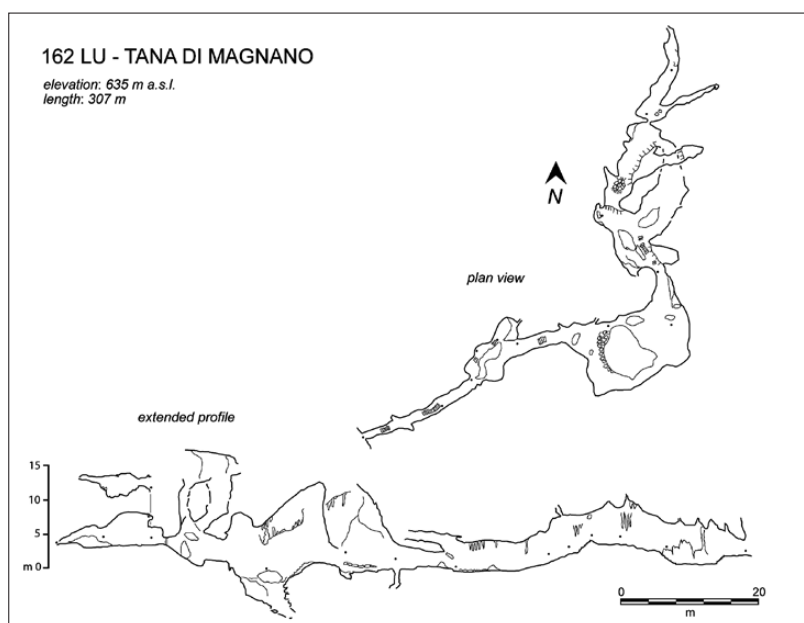 162 LU - TANA DI MAGNANO
elevation: 635 m a.s.l.
length: 307 m
N
plan view
extended profile
15
10
5
m 0
0 20
m